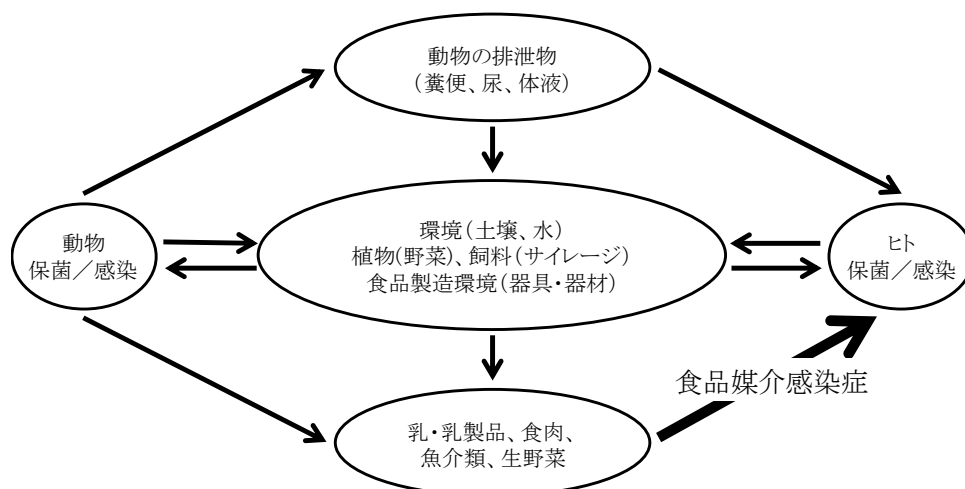 動物の排泄物
(糞便、尿、体液)
動物
保菌／感染
環境(土壌、水)
植物(野菜)、飼料(サイレージ)
食品製造環境(器具・器材)
ヒト
保菌／感染
食品媒介感染症
乳・乳製品、食肉、
魚介類、生野菜